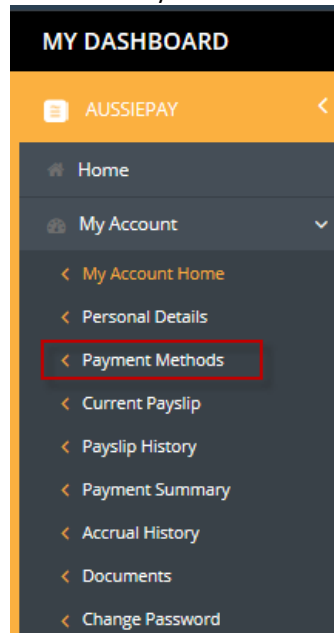 MY DASHBOARD
AUSSIEPAY
Home
My Account
My Account Home
Personal Details
Payment Methods
Current Payslip
Payslip History
Payment Summary
Accrual History
Documents
Change Password